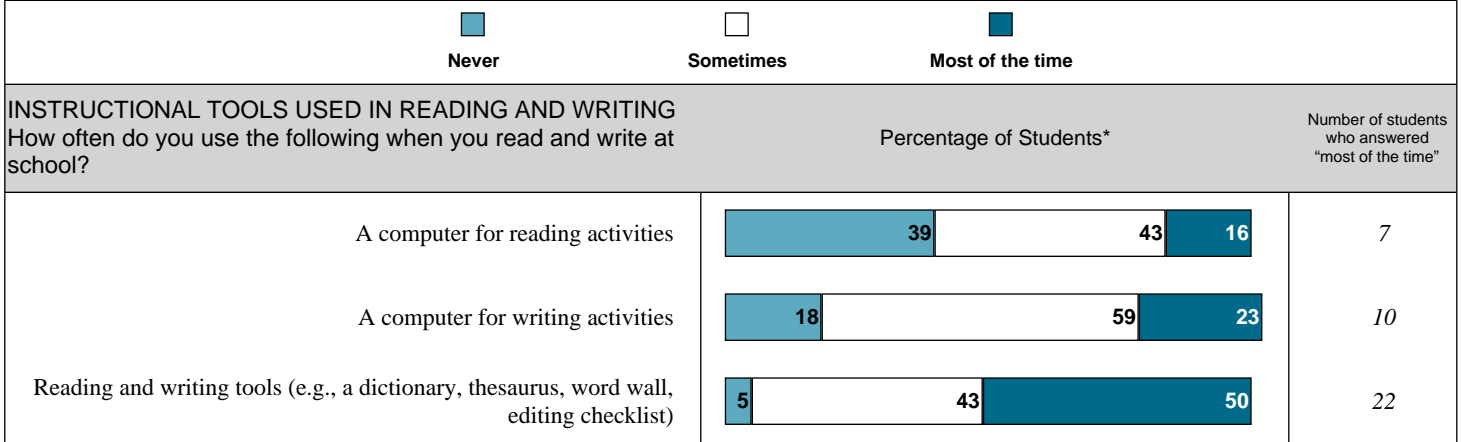 Never Sometimes Most of the time
INSTRUCTIONAL TOOLS USED IN READING AND WRITING
How often do you use the following when you read and write at
school?
Percentage of Students*
Number of students
who answered
“most of the time”
A computer for reading activities 39 43 16 7
A computer for writing activities 18 59 23 10
Reading and writing tools (e.g., a dictionary, thesaurus, word wall,
editing checklist) 5 43 50 22